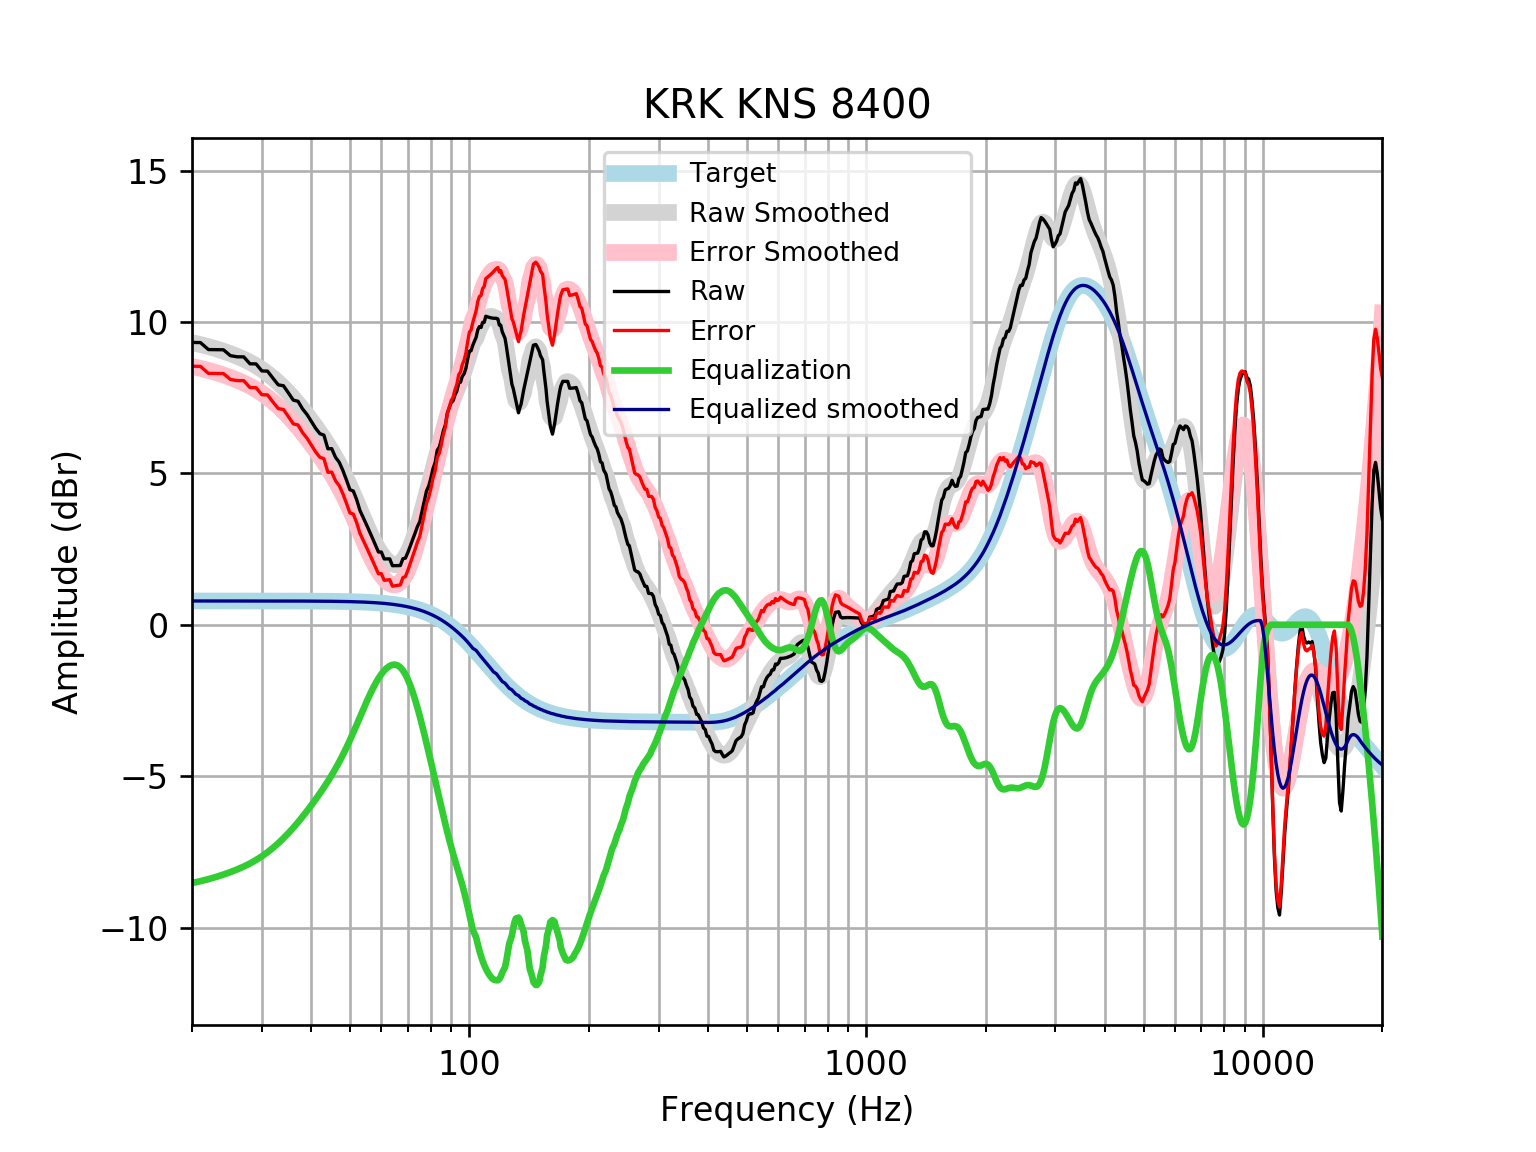 KRK KNS 8400
15
10
5
0
−5
−10
Amplitude (dBr)
Target
Raw Smoothed
Error Smoothed
Raw
Error
Equalization
Equalized smoothed
100
1000
10000
Frequency (Hz)